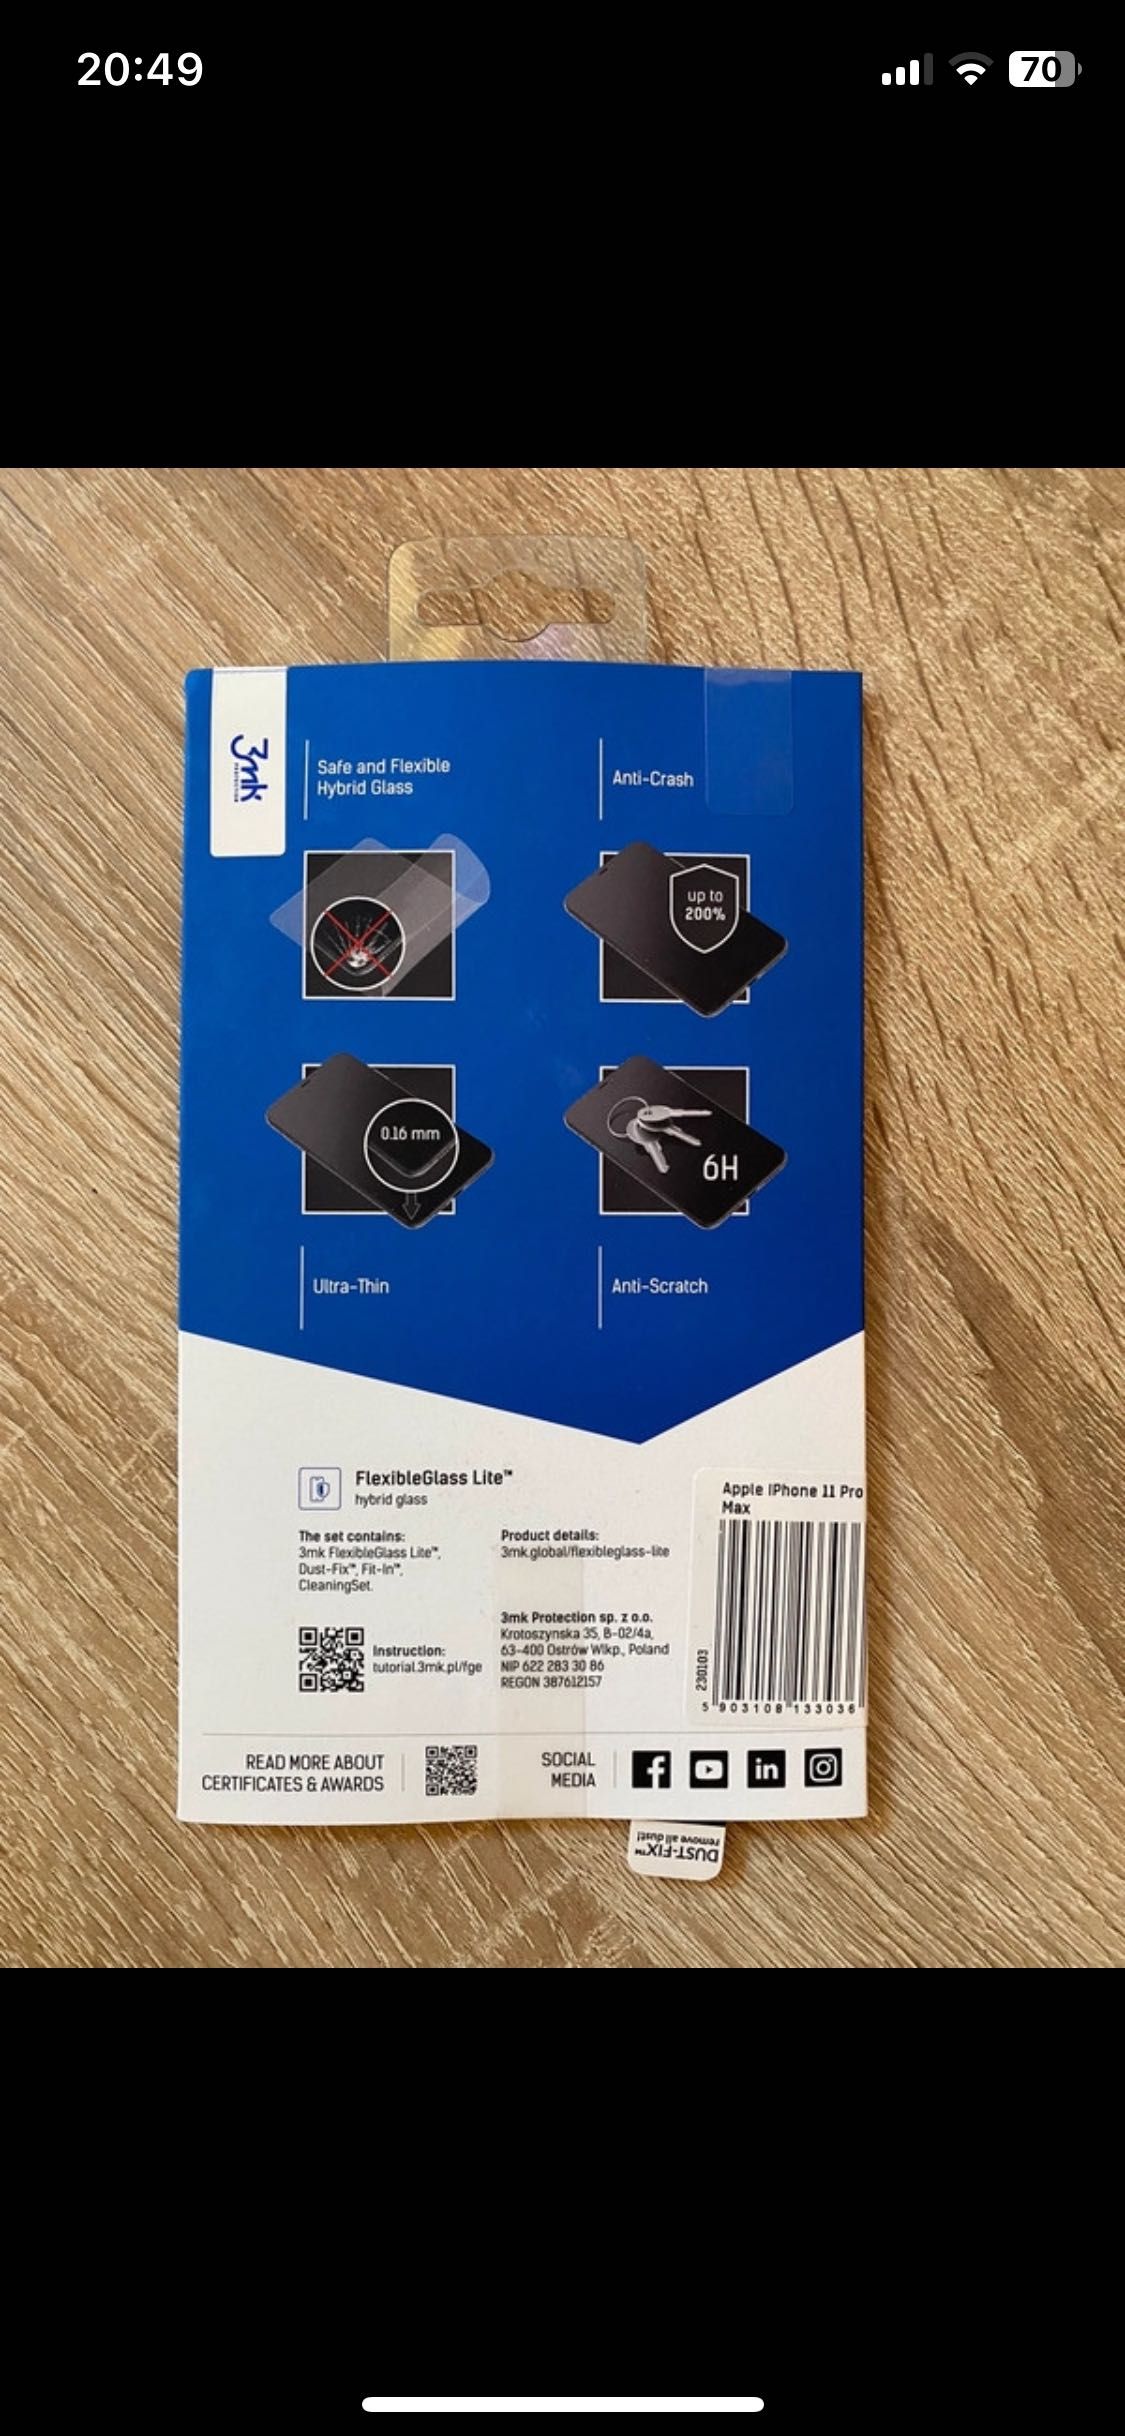 20:49
70
3mk
PROTECTION
Safe and Flexible
Hybrid Glass
Anti-Crash
up to
200%
0.16 mm
6H
Ultra-Thin
Anti-Scratch
FlexibleGlass Lite™
hybrid glass
The set contains:
3mk FlexibleGlass Lite™,
Dust-Fix™, Fit-In™,
CleaningSet.
Instruction:
tutorial.3mk.pl/fge
Product details:
3mk.global/flexibleglass-lite
3mk Protection sp. z o.o.
Krotoszynska 35, B-02/4a,
63-400 Ostrów Wlkp., Poland
NIP 622 283 30 86
REGON 387612157
Apple iPhone 11 Pro
Max
230103
5 903108 133036
READ MORE ABOUT
CERTIFICATES & AWARDS
SOCIAL
MEDIA
DUST-FIX™
remove all dust!